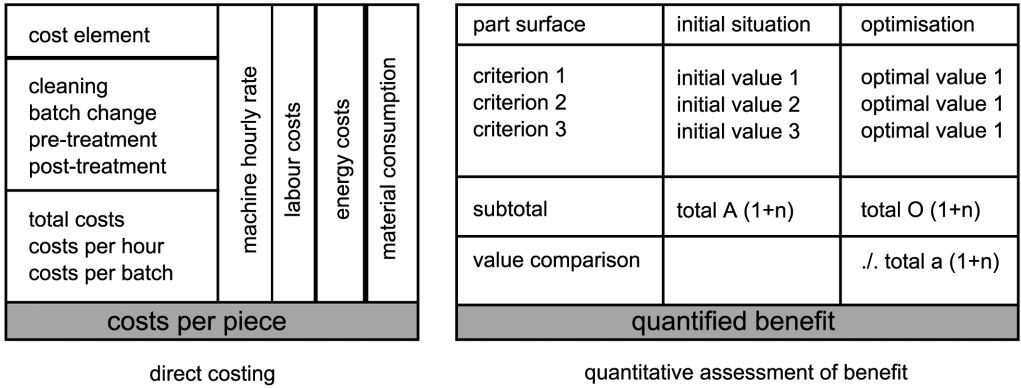 cost element
cleaning
batch change
pre-treatment
post-treatment
total costs
costs per hour
costs per batch
machine hourly rate
labour costs
energy costs
material consumption
costs per piece
direct costing
part surface initial situation optimisation
criterion 1 initial value 1 optimal value 1
criterion 2 initial value 2 optimal value 1
criterion 3 initial value 3 optimal value 1
subtotal total A (1+n) total O (1+n)
value comparison ./. total a (1+n)
quantified benefit
quantitative assessment of benefit